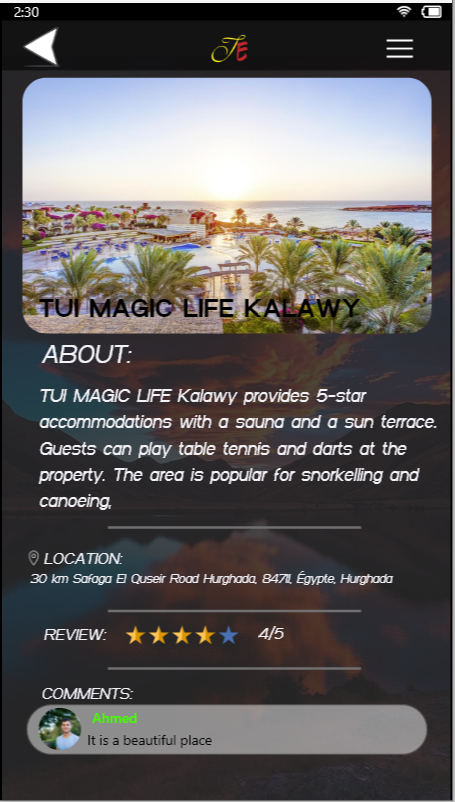 2:30
TE
TUI MAGIC LIFE KALAWY
ABOUT:
TUI MAGIC LIFE Kalawy provides 5-star
accommodations with a sauna and a sun terrace.
Guests can play table tennis and darts at the
property. The area is popular for snorkelling and
canoeing,
LOCATION:
30 km Safaga El Quseir Road Hurghada, 84711, Égypte, Hurghada
REVIEW: 4/5
COMMENTS:
Ahmed
It is a beautiful place